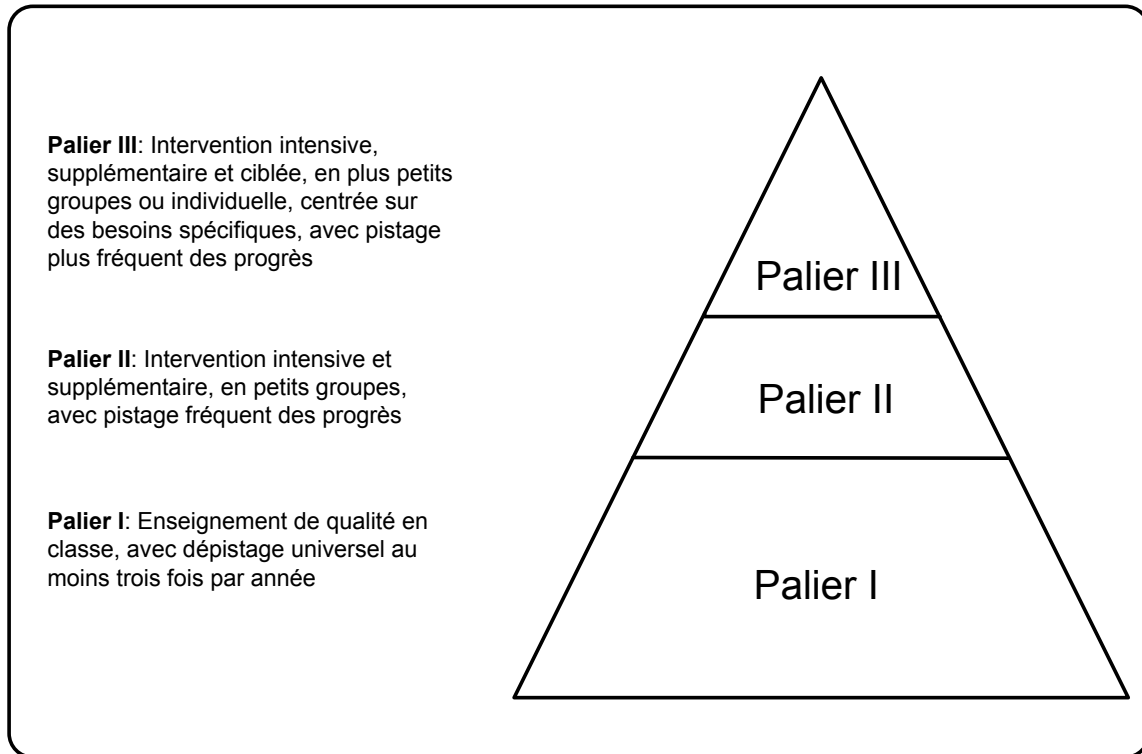 Palier III: Intervention intensive,
supplémentaire et ciblée, en plus petits
groupes ou individuelle, centrée sur
des besoins spécifiques, avec pistage
plus fréquent des progrès
Palier II: Intervention intensive et
supplémentaire, en petits groupes,
avec pistage fréquent des progrès
Palier I: Enseignement de qualité en
classe, avec dépistage universel au
moins trois fois par année
Palier III
Palier II
Palier I